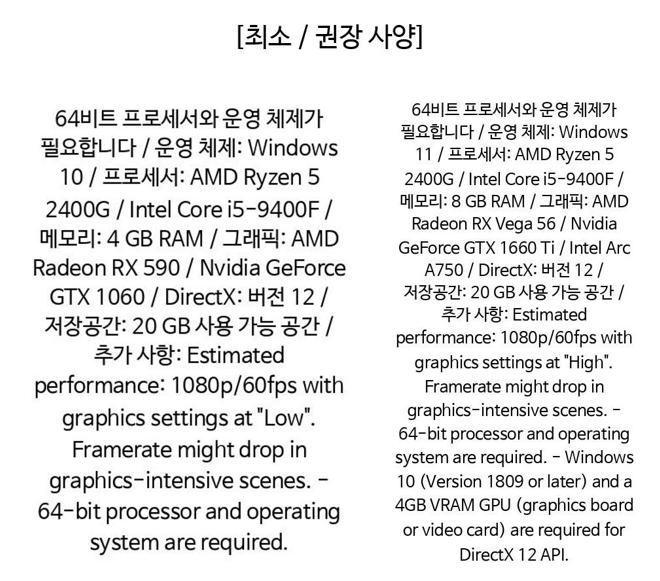 [최소 / 권장 사양]
64비트 프로세서와 운영 체제가
필요합니다 / 운영 체제: Windows
10 / 프로세서: AMD Ryzen 5
2400G / Intel Core i5-9400F /
메모리: 4 GB RAM / 그래픽: AMD
Radeon RX 590 / Nvidia GeForce
GTX 1060 / DirectX: 버전 12 /
저장공간: 20 GB 사용 가능 공간 /
추가 사항: Estimated
performance: 1080p/60fps with
graphics settings at "Low".
Framerate might drop in
graphics-intensive scenes. -
64-bit processor and operating
system are required.
64비트 프로세서와 운영 체제가
필요합니다 / 운영 체제: Windows
11 / 프로세서: AMD Ryzen 5
2400G / Intel Core i5-9400F /
메모리: 8 GB RAM / 그래픽: AMD
Radeon RX Vega 56 / Nvidia
GeForce GTX 1660 Ti / Intel Arc
A750 / DirectX: 버전 12 /
저장공간: 20 GB 사용 가능 공간 /
추가 사항: Estimated
performance: 1080p/60fps with
graphics settings at "High".
Framerate might drop in
graphics-intensive scenes. -
64-bit processor and operating
system are required. - Windows
10 (Version 1809 or later) and a
4GB VRAM GPU (graphics board
or video card) are required for
DirectX 12 API.